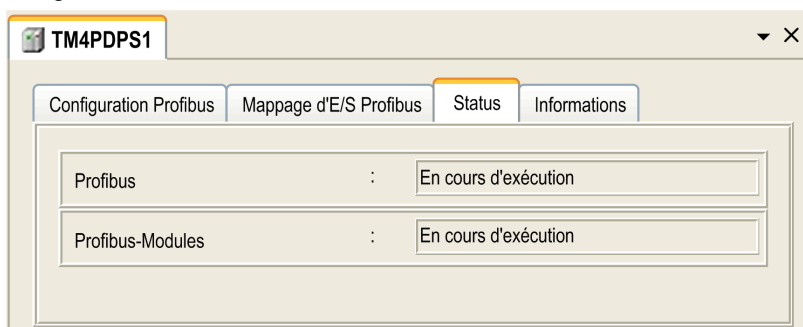 TM4PDPS1
Configuration Profibus Mappage d'E/S Profibus Status Informations
Profibus : En cours d'exécution
Profibus-Modules : En cours d'exécution